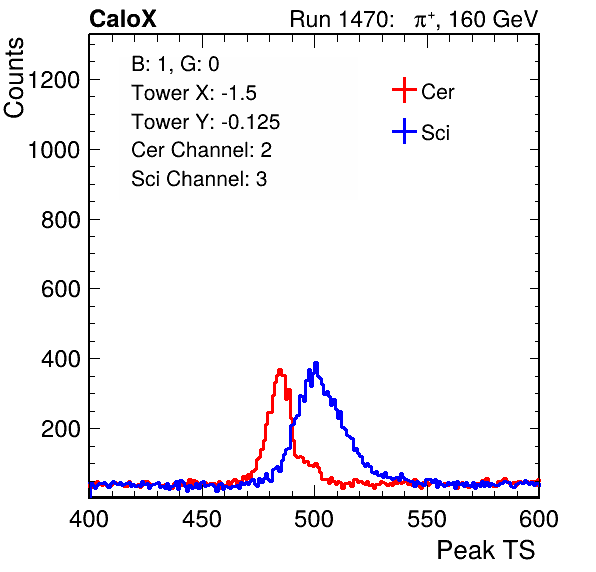 CaloX Run 1470: π⁺, 160 GeV
Counts
B: 1, G: 0
Tower X: -1.5
Tower Y: -0.125
Cer Channel: 2
Sci Channel: 3
Cer
Sci
1200
1000
800
600
400
200
400 450 500 550 600
Peak TS